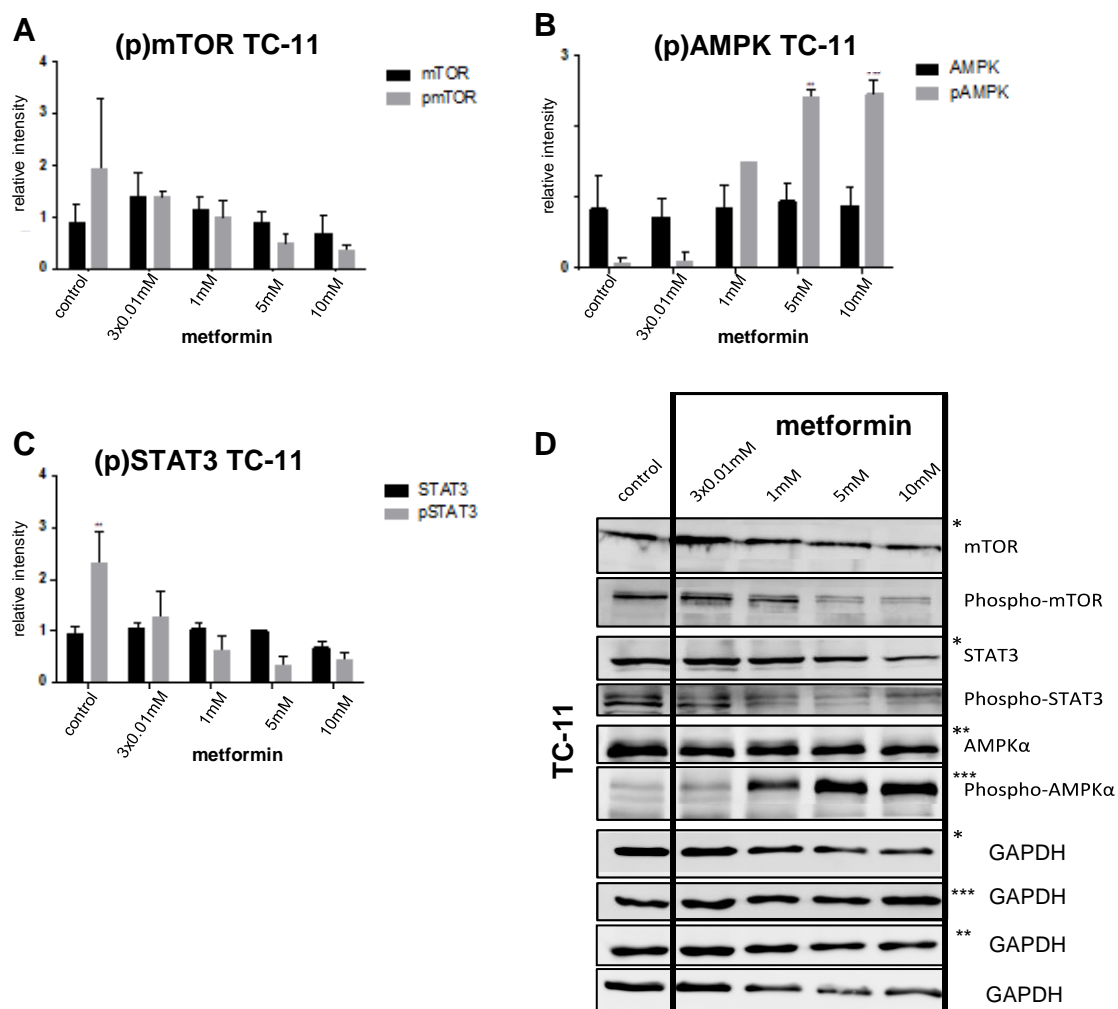 A
(p)mTOR TC-11
4
3
2
1
0
relative intensity
mTOR
pmTOR
control
3x0.01mM
1mM
5mM
10mM
metformin
B
(p)AMPK TC-11
3
0
relative intensity
AMPK
pAMPK
**
control
3x0.01mM
1mM
5mM
10mM
metformin
C
(p)STAT3 TC-11
4
3
2
1
0
relative intensity
STAT3
pSTAT3
**
control
3x0.01mM
1mM
5mM
10mM
metformin
D
metformin
control
3x0.01mM
1mM
5mM
10mM
TC-11
* mTOR
Phospho-mTOR
* STAT3
Phospho-STAT3
** AMPKα
*** Phospho-AMPKα
* GAPDH
*** GAPDH
** GAPDH
GAPDH